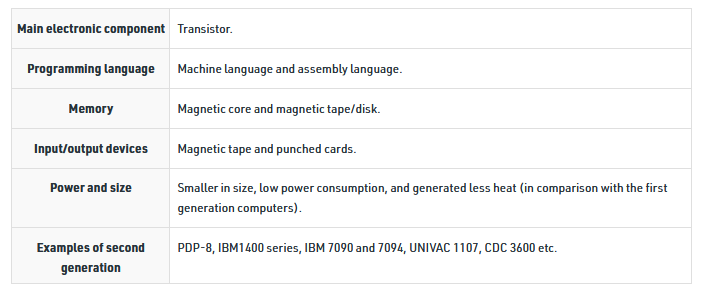 Main electronic component Transistor.
Programming language Machine language and assembly language.
Memory Magnetic core and magnetic tape/disk.
Input/output devices Magnetic tape and punched cards.
Power and size Smaller in size, low power consumption, and generated less heat (in comparison with the first
generation computers).
Examples of second PDP-8, IBM1400 series, IBM 7090 and 7094, UNIVAC 1107, CDC 3600 etc.
generation